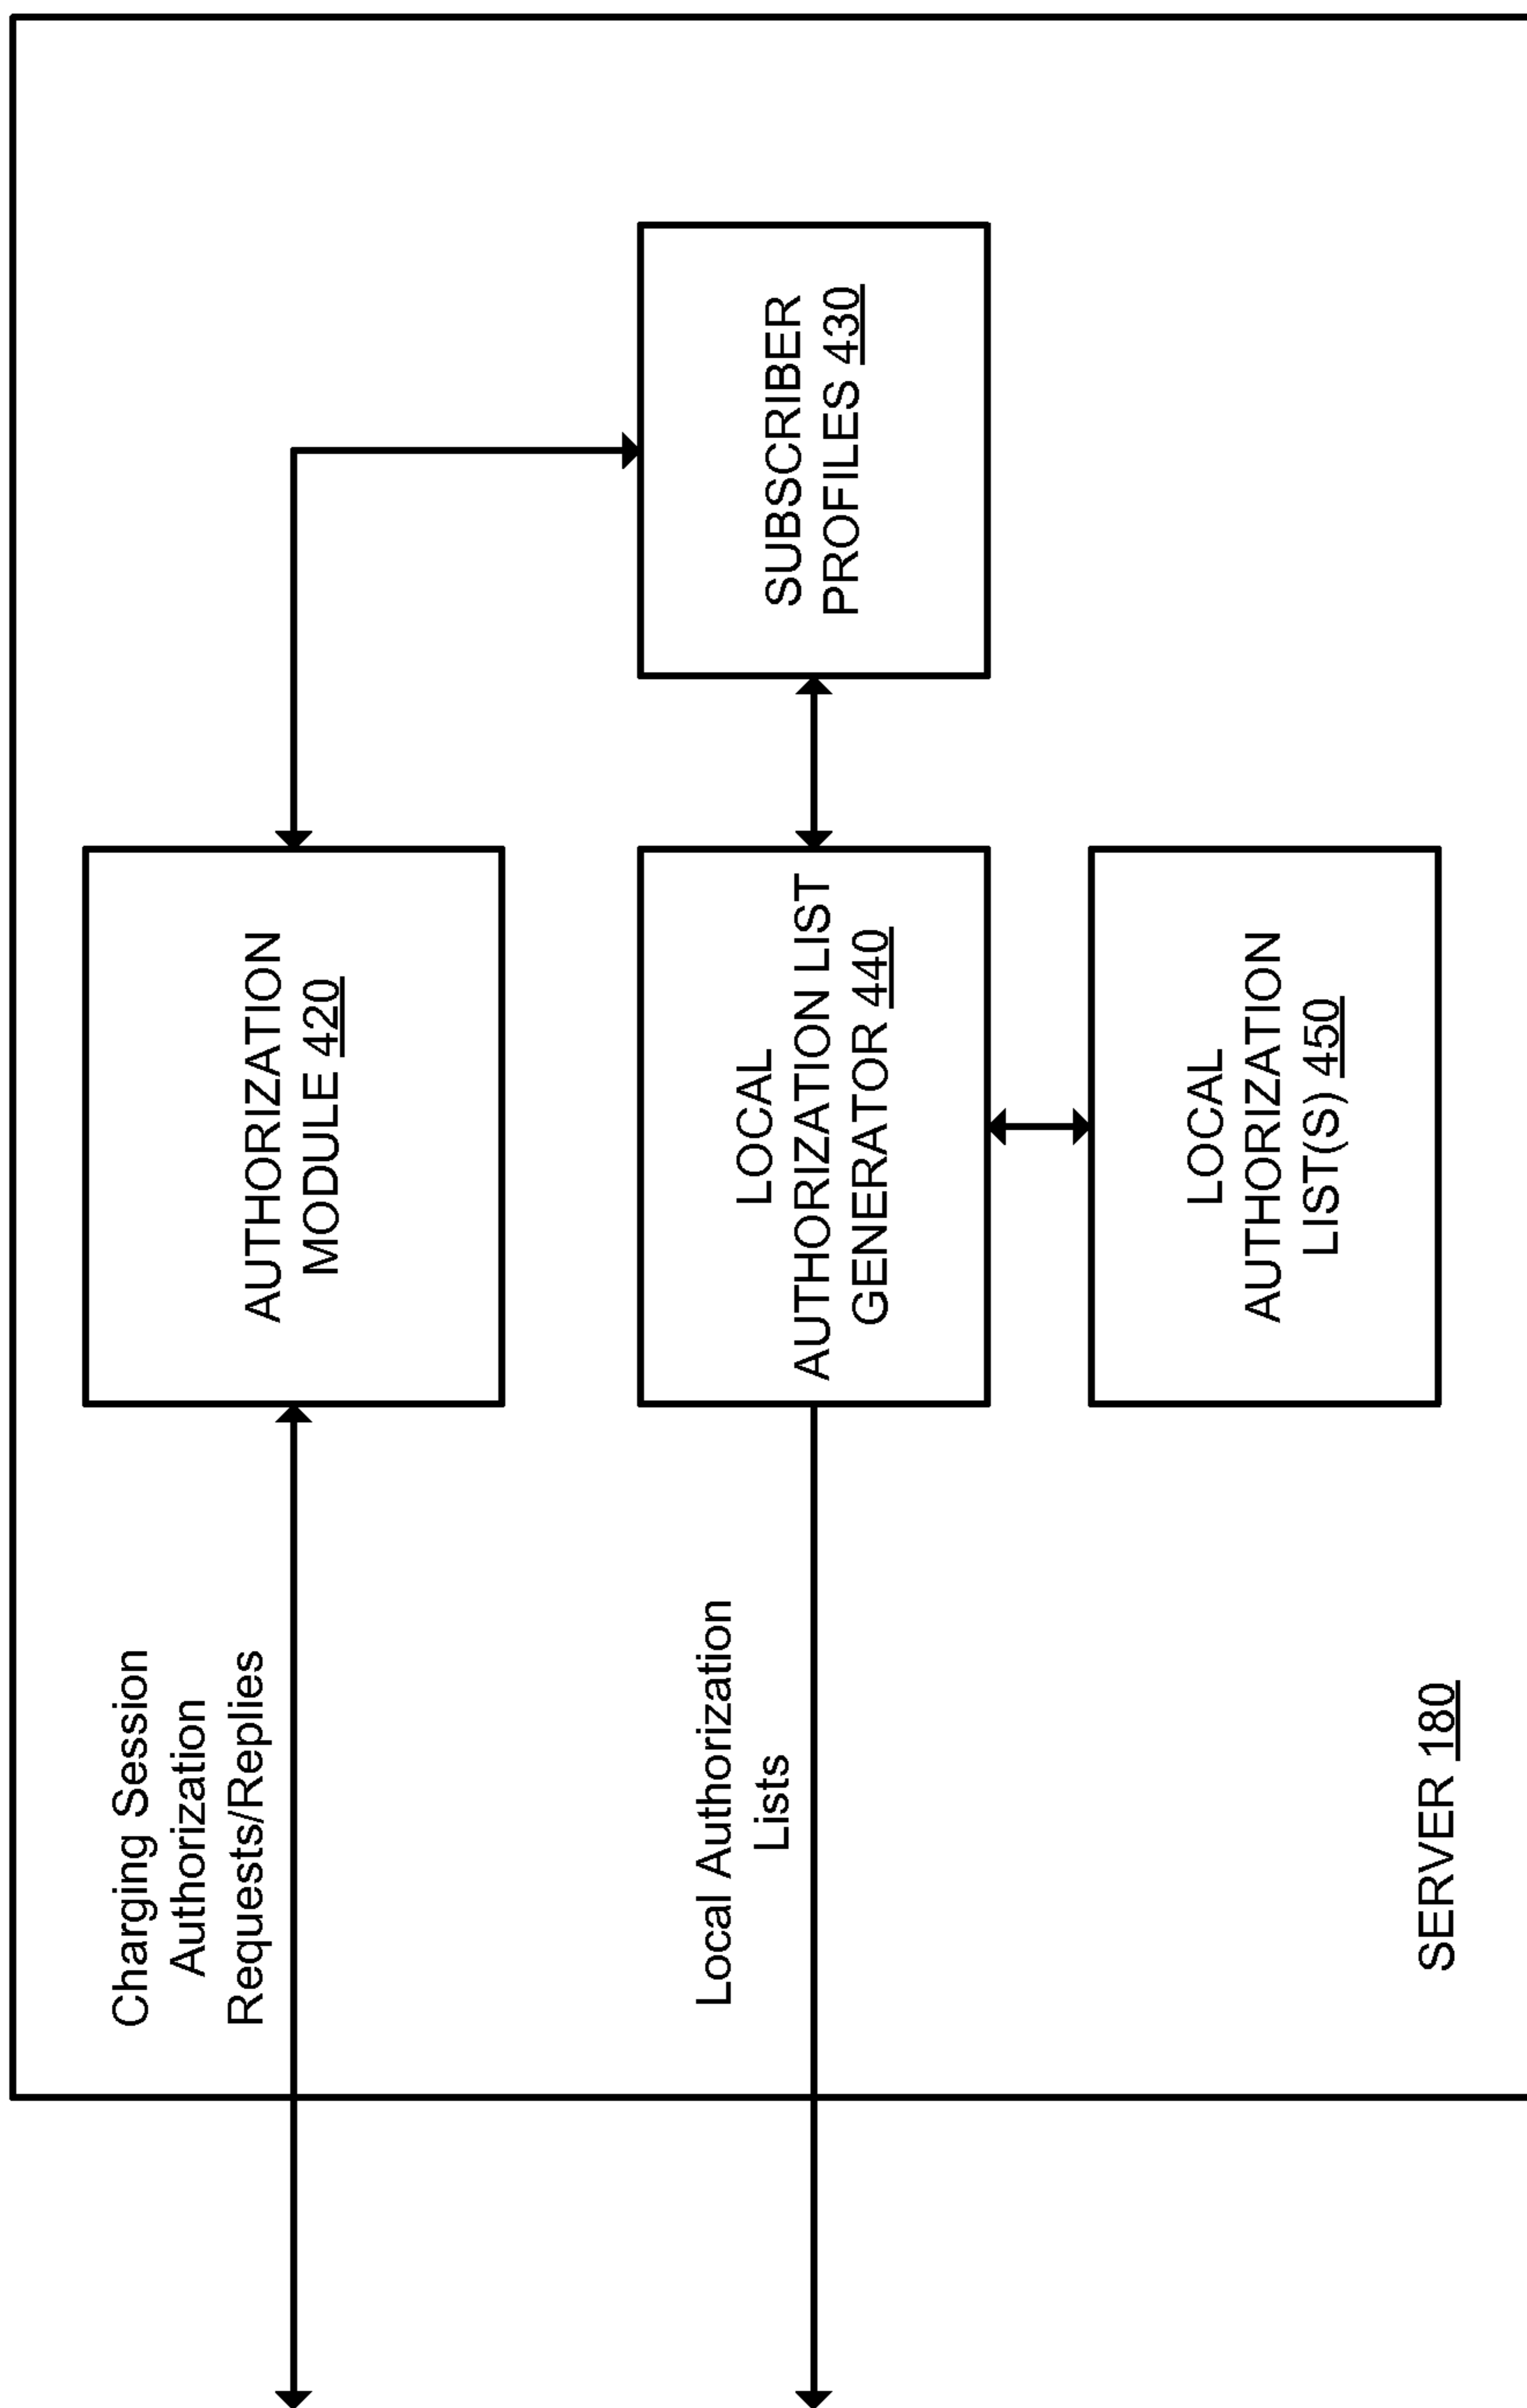 Charging Session
Authorization
Requests/Replies
AUTHORIZATION
MODULE 420
Local Authorization
Lists
LOCAL
AUTHORIZATION LIST
GENERATOR 440
SUBSCRIBER
PROFILES 430
LOCAL
AUTHORIZATION
LIST(S) 450
SERVER 180